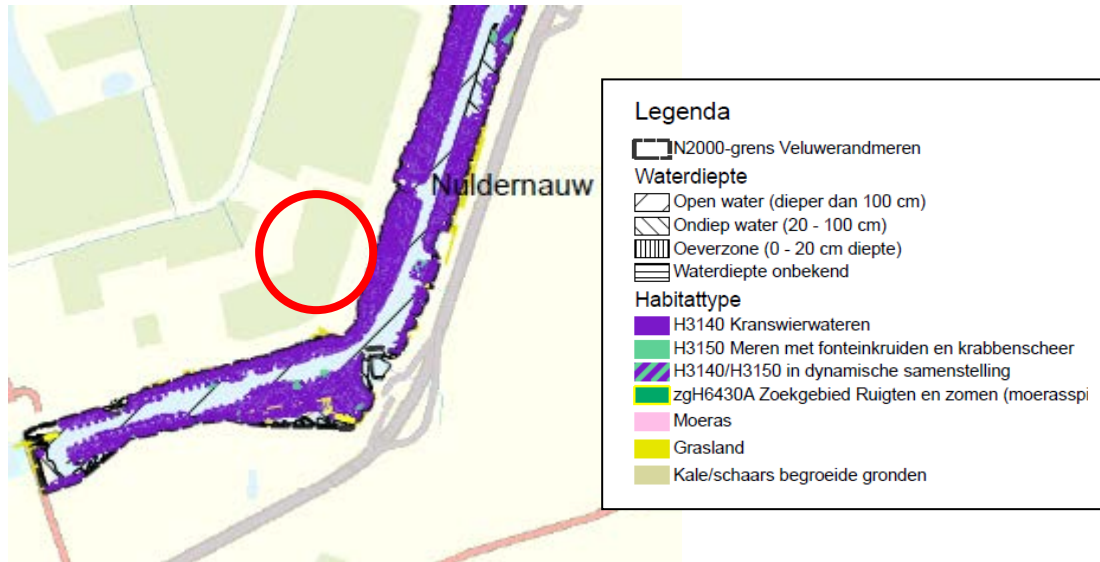 Nuldernauw
Legenda
N2000-grens Veluwerandmeren
Waterdiepte
Open water (dieper dan 100 cm)
Ondiep water (20 - 100 cm)
Oeverzone (0 - 20 cm diepte)
Waterdiepte onbekend
Habitattype
H3140 Kranswierwateren
H3150 Meren met fonteinkruiden en krabbenscheer
H3140/H3150 in dynamische samenstelling
zgH6430A Zoekgebied Ruigten en zomen (moerasspi
Moeras
Grasland
Kale/schaars begroeide gronden